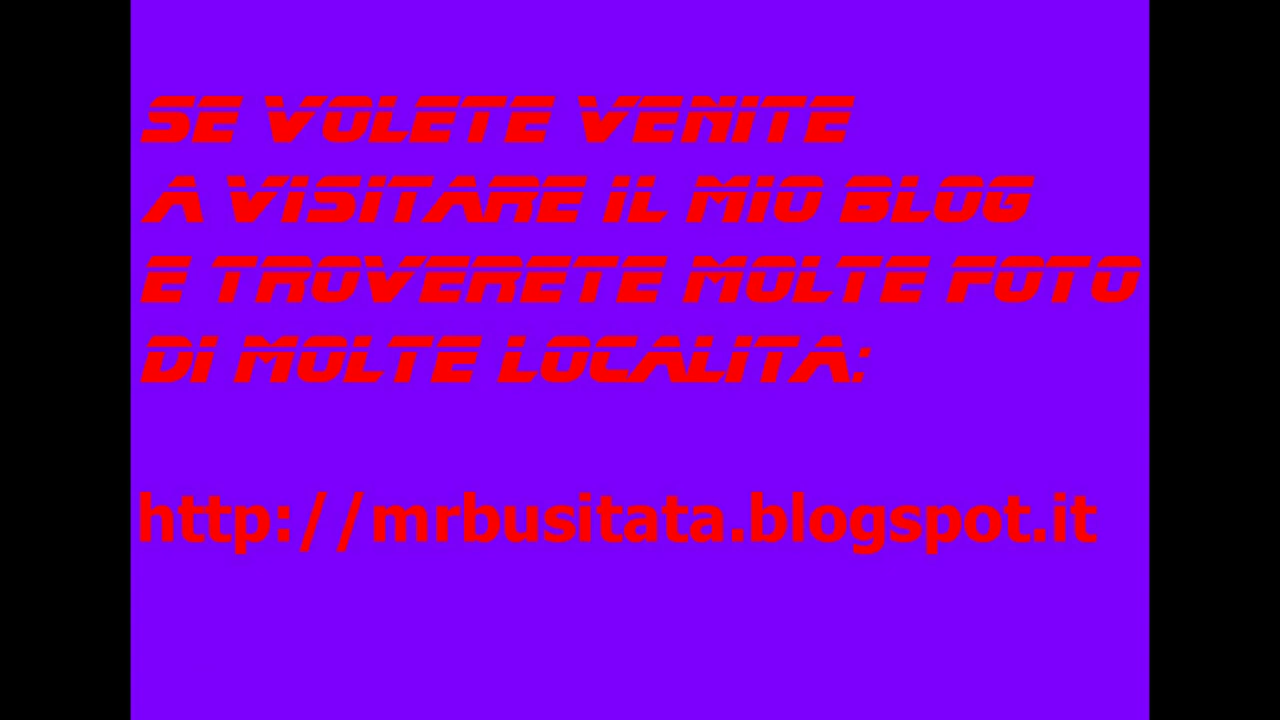 SE VOLETE VENITE
A VISITARE IL MIO BLOG
E TROVERETE MOLTE FOTO
DI MOLTE LOCALITA:
http://mrbusitata.blogspot.it